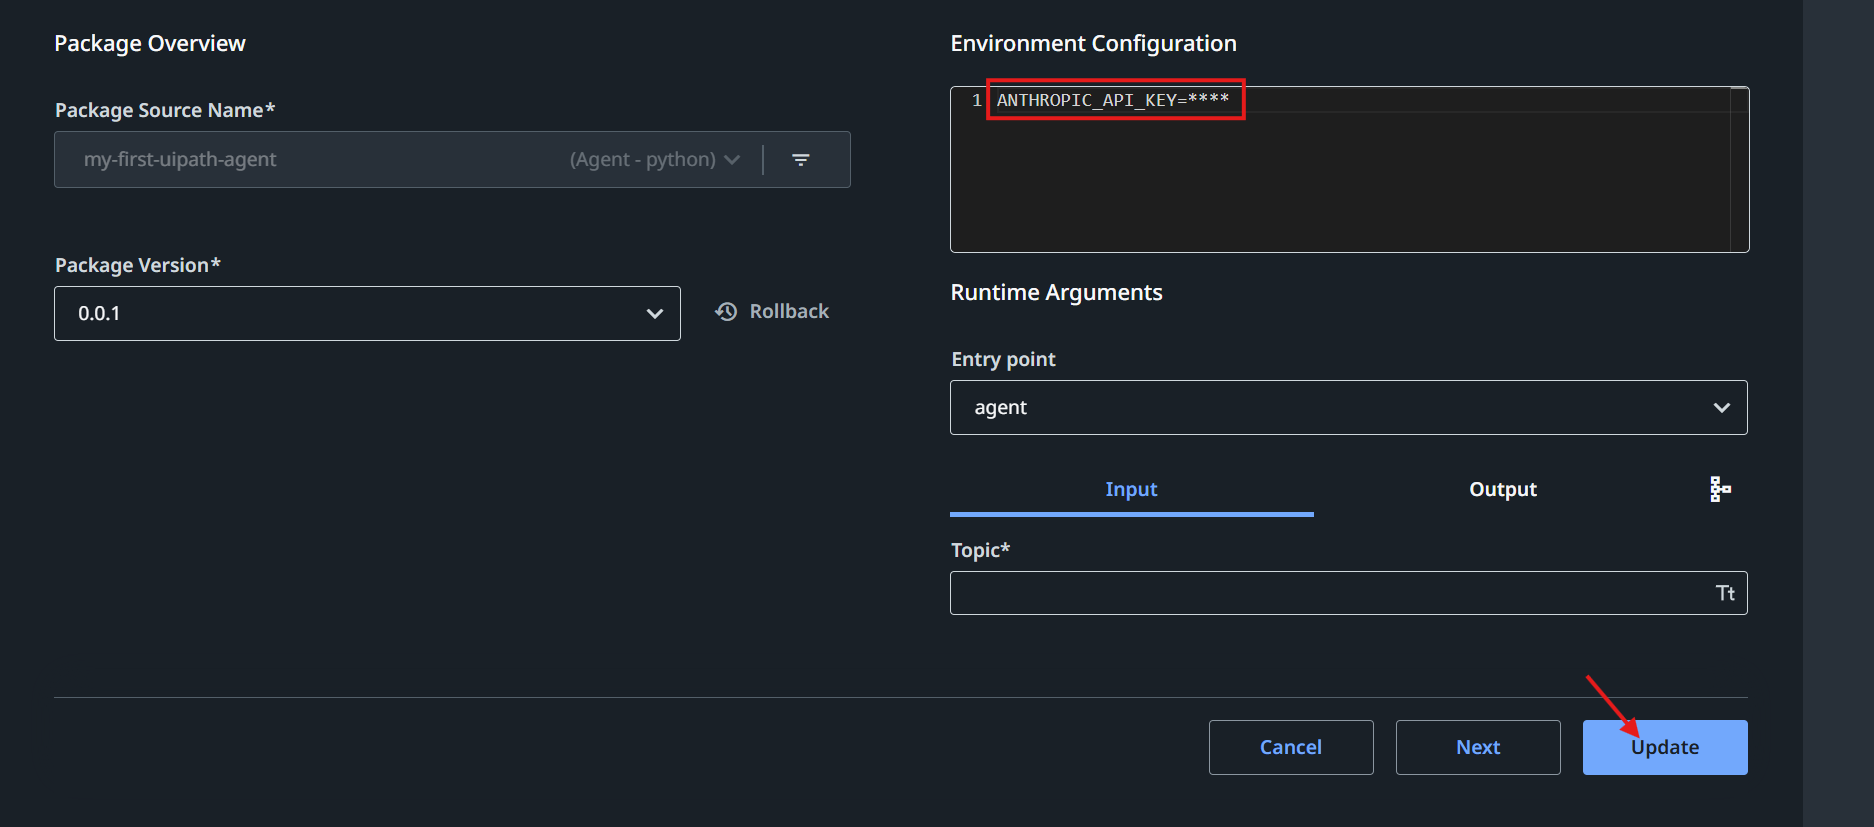 Package Overview
Package Source Name*
my-first-uipath-agent (Agent - python)
Package Version*
0.0.1
Rollback
Environment Configuration
1 ANTHROPIC_API_KEY=****
Runtime Arguments
Entry point
agent
Input Output
Topic*
Tt
Cancel Next Update